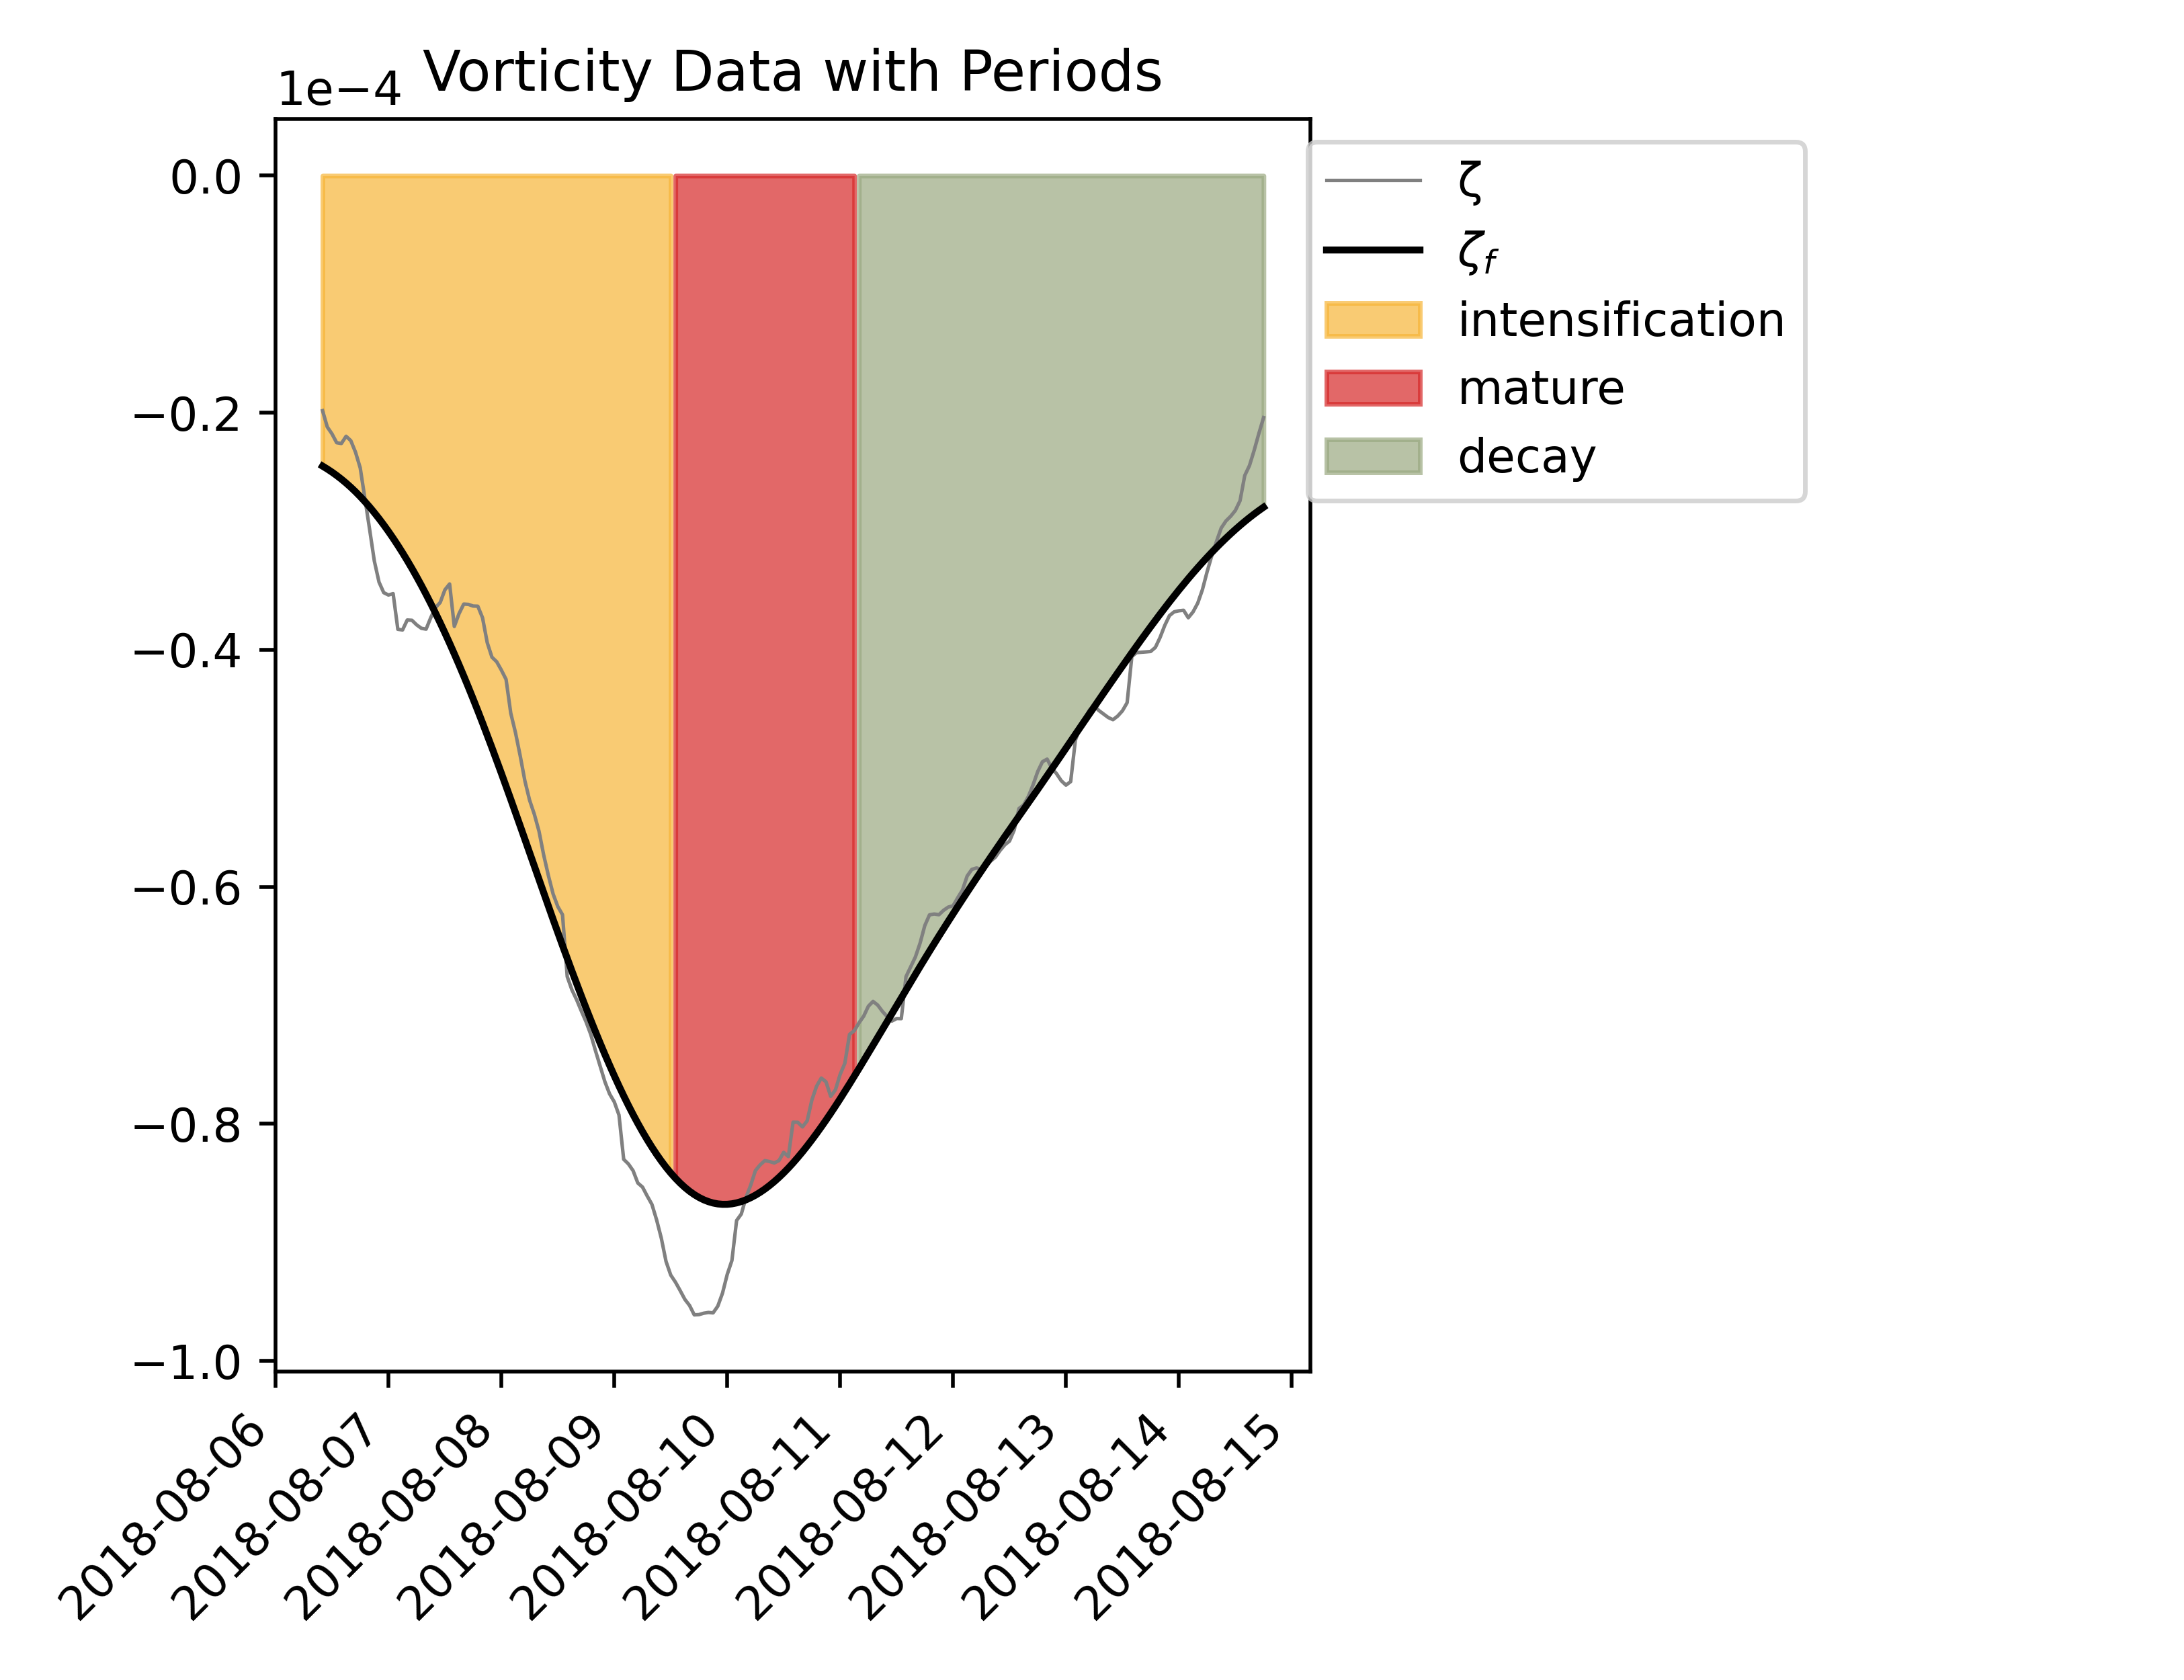 Vorticity Data with Periods
1e−4
0.0
−0.2
−0.4
−0.6
−0.8
−1.0
2018-08-06
2018-08-07
2018-08-08
2018-08-09
2018-08-10
2018-08-11
2018-08-12
2018-08-13
2018-08-14
2018-08-15
ζ
ζf
intensification
mature
decay